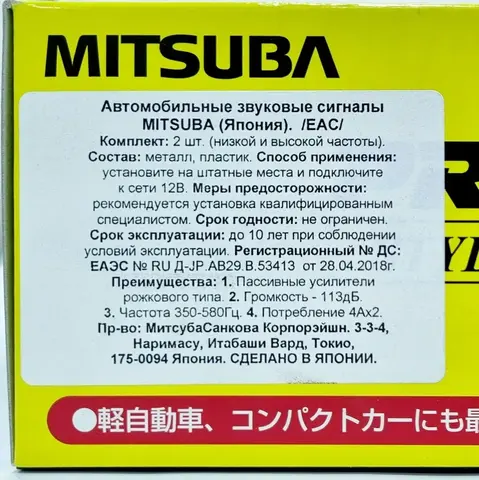 MITSUBA
Автомобильные звуковые сигналы
MITSUBA (Япония). /EAC/
Комплект: 2 шт. (низкой и высокой частоты).
Состав: металл, пластик. Способ применения:
установите на штатные места и подключите
к сети 12В. Меры предосторожности:
рекомендуется установка квалифицированным
специалистом. Срок годности: не ограничен.
Срок эксплуатации: до 10 лет при соблюдении
условий эксплуатации. Регистрационный № ДС:
ЕАЭС № RU Д-JP.АВ29.В.53413 от 28.04.2018г.
Преимущества: 1. Пассивные усилители
рожкового типа. 2. Громкость - 113дБ.
3. Частота 350-580Гц. 4. Потребление 4Ах2.
Пр-во: МитсубаСанкова Корпорэйшн. 3-3-4,
Наримасу, Итабаши Вард, Токио,
175-0094 Япония. СДЕЛАНО В ЯПОНИИ.
●軽自動車、コンパクトカーにも最